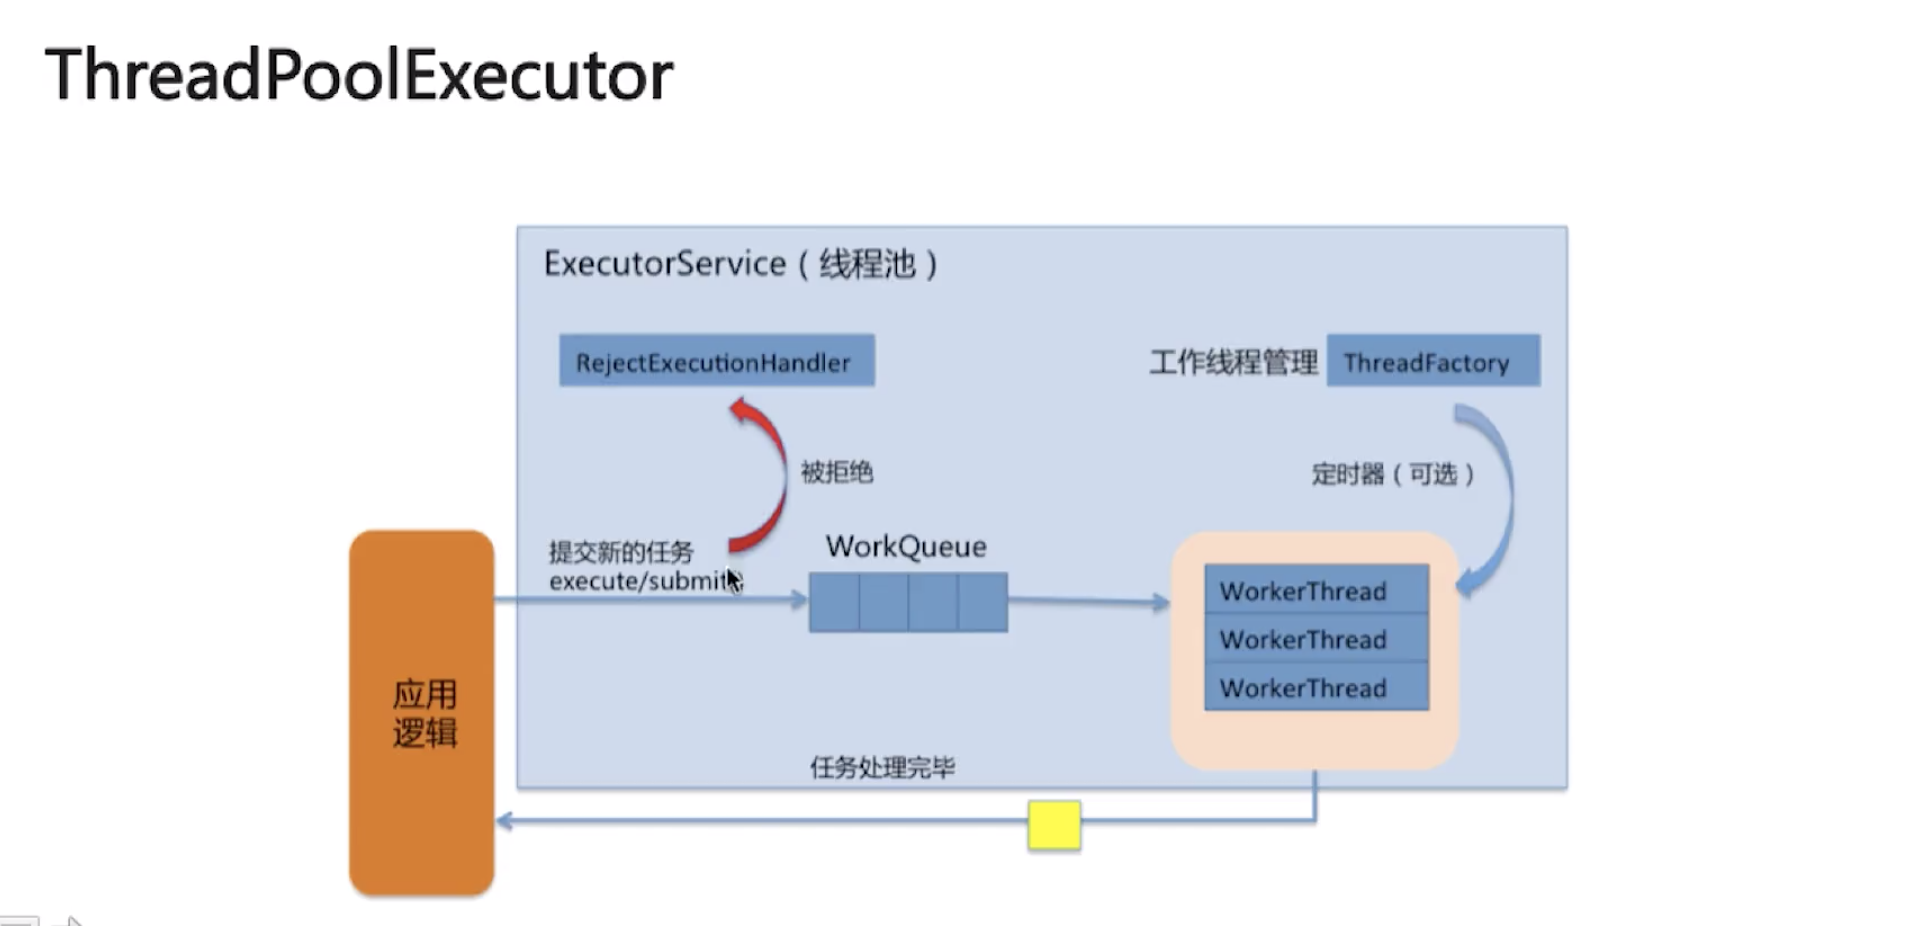 ThreadPoolExecutor
ExecutorService（线程池）
RejectExecutionHandler
工作线程管理
ThreadFactory
被拒绝
定时器（可选）
提交新的任务
execute/submit
WorkQueue
WorkerThread
WorkerThread
WorkerThread
应用
逻辑
任务处理完毕